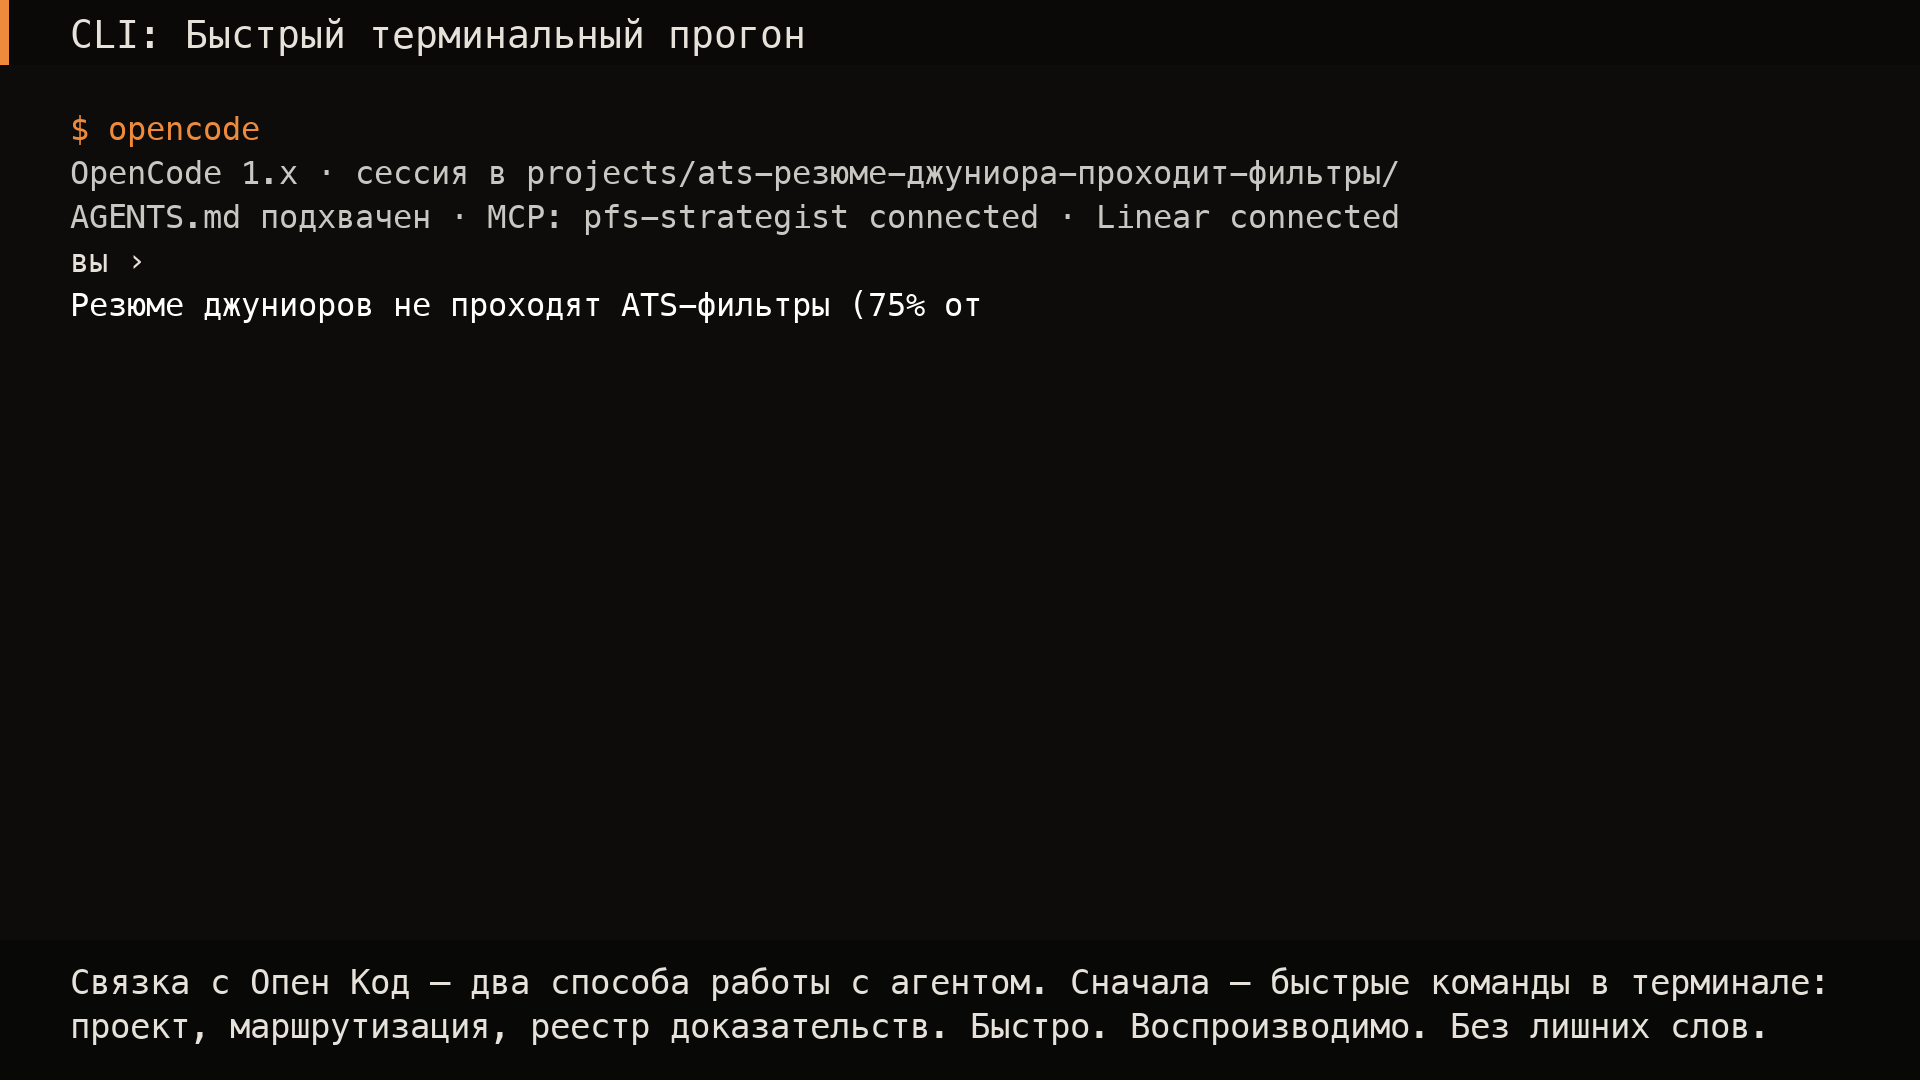 CLI: Быстрый терминальный прогон
$ opencode
OpenCode 1.x · сессия в projects/ats−резюме−джуниора−проходит−фильтры/
AGENTS.md подхвачен · MCP: pfs−strategist connected · Linear connected
вы ›
Резюме джуниоров не проходят ATS−фильтры (75% от
Связка с Опен Код — два способа работы с агентом. Сначала — быстрые команды в терминале:
проект, маршрутизация, реестр доказательств. Быстро. Воспроизводимо. Без лишних слов.